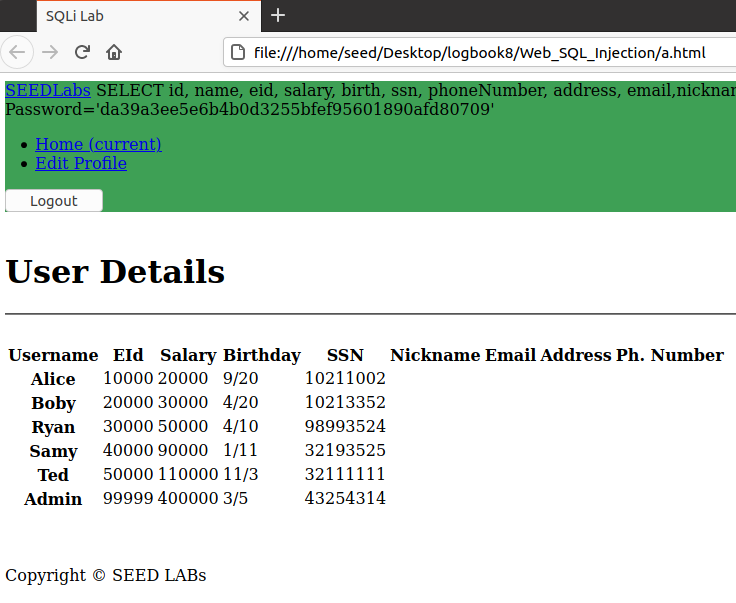 SQLi Lab
file:///home/seed/Desktop/logbook8/Web_SQL_Injection/a.html
SEEDLabs SELECT id, name, eid, salary, birth, ssn, phoneNumber, address, email,nicknar
Password='da39a3ee5e6b4b0d3255bfef95601890afd80709'
Home (current)
Edit Profile
Logout
User Details
Username EId Salary Birthday SSN Nickname Email Address Ph. Number
Alice 10000 20000 9/20 10211002
Boby 20000 30000 4/20 10213352
Ryan 30000 50000 4/10 98993524
Samy 40000 90000 1/11 32193525
Ted 50000 110000 11/3 32111111
Admin 99999 400000 3/5 43254314
Copyright © SEED LABs